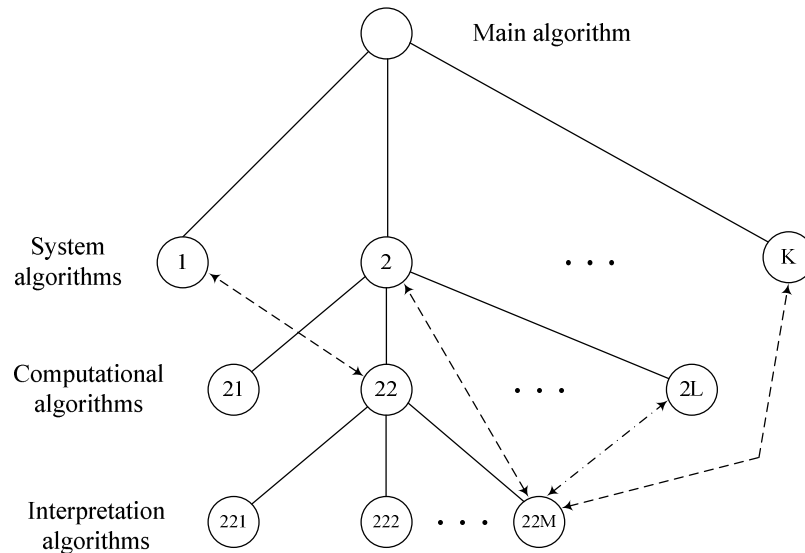 Main algorithm
System
algorithms
1
2
. . .
K
Computational
algorithms
21
22
. . .
2L
Interpretation
algorithms
221
222
. . .
22M